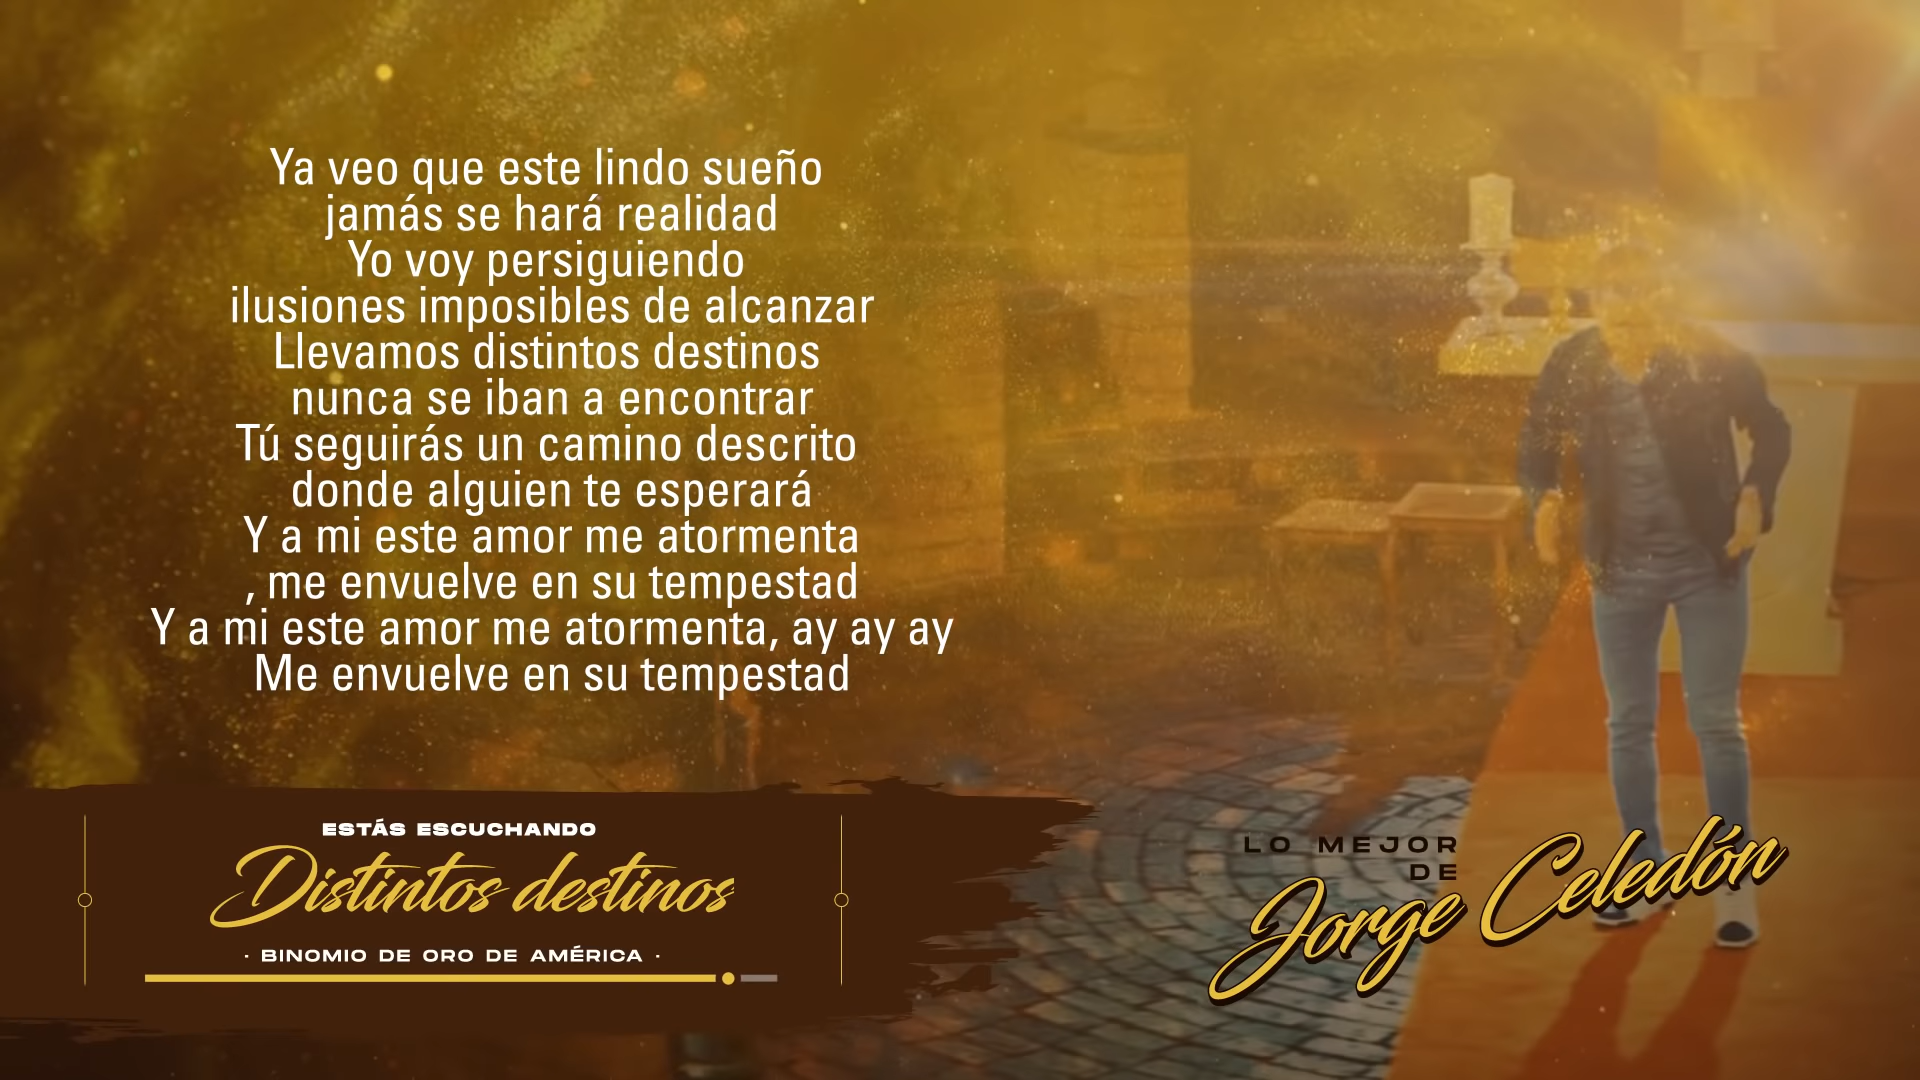 Ya veo que este lindo sueño
jamás se hará realidad
Yo voy persiguiendo
ilusiones imposibles de alcanzar
Llevamos distintos destinos
nunca se iban a encontrar
Tú seguirás un camino descrito
donde alguien te esperará
Y a mi este amor me atormenta
, me envuelve en su tempestad
Y a mi este amor me atormenta, ay ay ay
Me envuelve en su tempestad
ESTÁS ESCUCHANDO
Distintos destinos
· BINOMIO DE ORO DE AMÉRICA ·
LO MEJOR
DE
Jorge Celedón